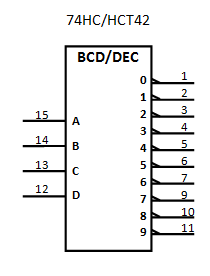 74HC/HCT42
BCD/DEC
0 1
1 2
2 3
15 A 3 4
4 5
14 B 5 6
13 C 6 7
7 9
12 D 8 10
9 11